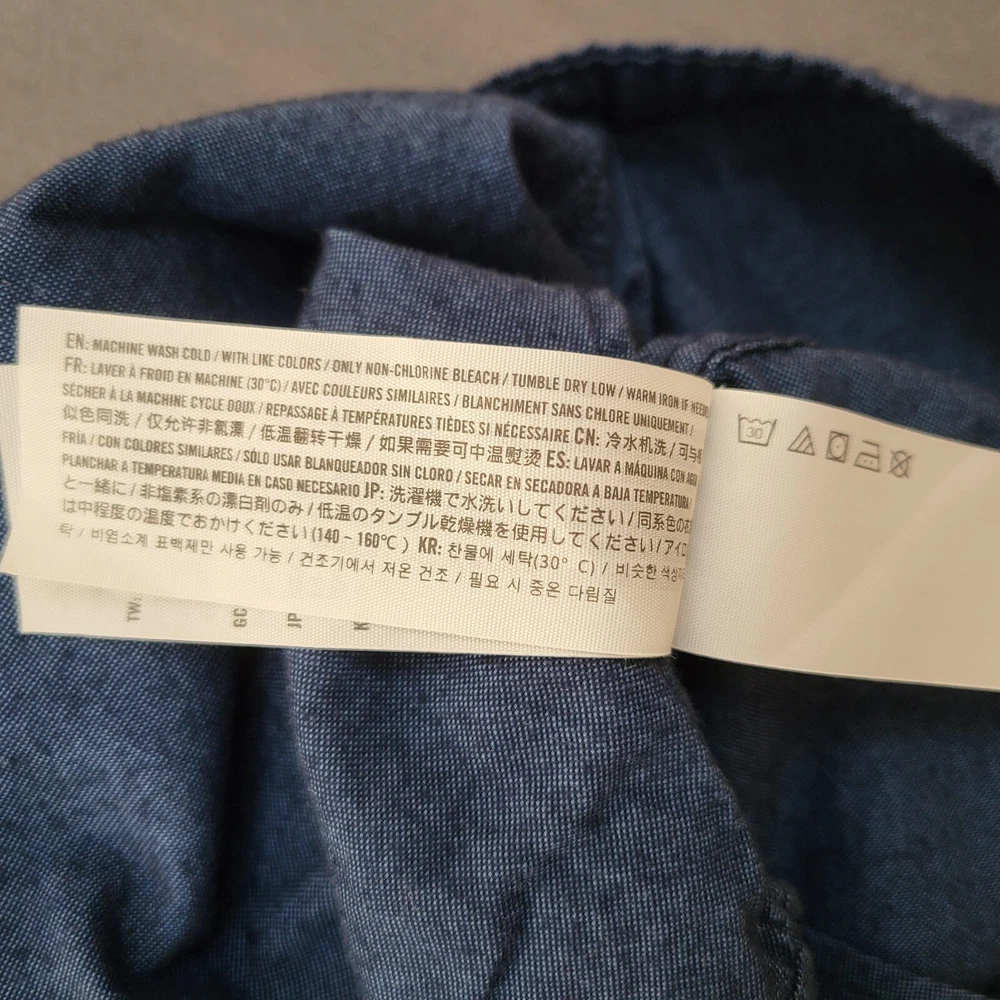 EN: MACHINE WASH COLD / WITH LIKE COLORS / ONLY NON-CHLORINE BLEACH / TUMBLE DRY LOW / WARM IRON IF
FR: LAVER À FROID EN MACHINE (30°C) / AVEC COULEURS SIMILAIRES / BLANCHIMENT SANS CHLORE UNIQUEMENT /
SÉCHER À LA MACHINE CYCLE DOUX / REPASSAGE À TEMPÉRATURES TIÈDES SI NÉCESSAIRE CN: 冷水机洗 / 可与
似色同洗 / 仅允许非氯漂 / 低温翻转干燥 / 如果需要可中温熨烫 ES: LAVAR A MÁQUINA CON AGUA
FRÍA / CON COLORES SIMILARES / SÓLO USAR BLANQUEADOR SIN CLORO / SECAR EN SECADORA A BAJA TEMPERATURA /
PLANCHAR A TEMPERATURA MEDIA EN CASO NECESARIO JP: 洗濯機で水洗いしてください / 同系色の
と一緒に / 非塩素系の漂白剤のみ / 低温のタンブル乾燥機を使用してください / アイロ
は中程度の温度でおかけください (140 ~ 160℃ ) KR: 찬물에 세탁(30° C) / 비슷한 색상
탁 / 비염소계 표백제만 사용 가능 / 건조기에서 저온 건조 / 필요 시 중온 다림질
TW:
GC
JP
30